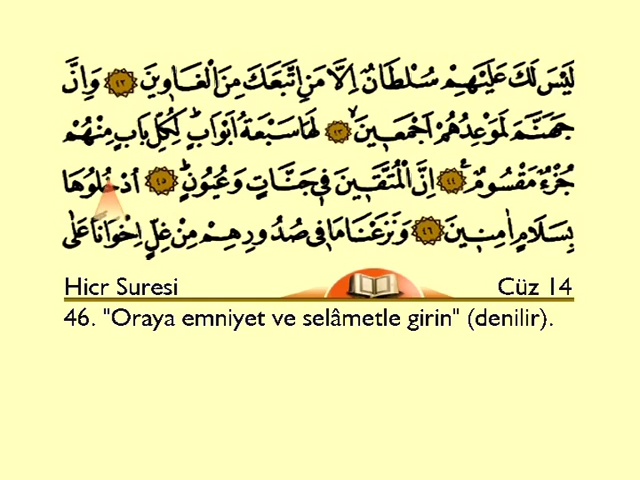 لَيْسَ لَكَ عَلَيْهِمْ سُلْطَانٌ اِلَّا مَنِ اتَّبَعَكَ مِنَ الْغَاوٖينَ ﴿٤٢﴾ وَاِنَّ
جَهَنَّمَ لَمَوْعِدُهُمْ اَجْمَعٖينَ ﴿٤٣﴾ لَهَا سَبْعَةُ اَبْوَابٍ لِكُلِّ بَابٍ مِنْهُمْ
جُزْءٌ مَقْسُومٌ ﴿٤٤﴾ اِنَّ الْمُتَّقٖينَ فٖي جَنَّاتٍ وَعُيُونٍ ﴿٤٥﴾ اُدْخُلُوهَا
بِسَلَامٍ اٰمِنٖينَ ﴿٤٦﴾ وَنَزَعْنَا مَا فٖي صُدُورِهِمْ مِنْ غِلٍّ اِخْوَانًا عَلٰى
Hicr Suresi Cüz 14
46. "Oraya emniyet ve selâmetle girin" (denilir).